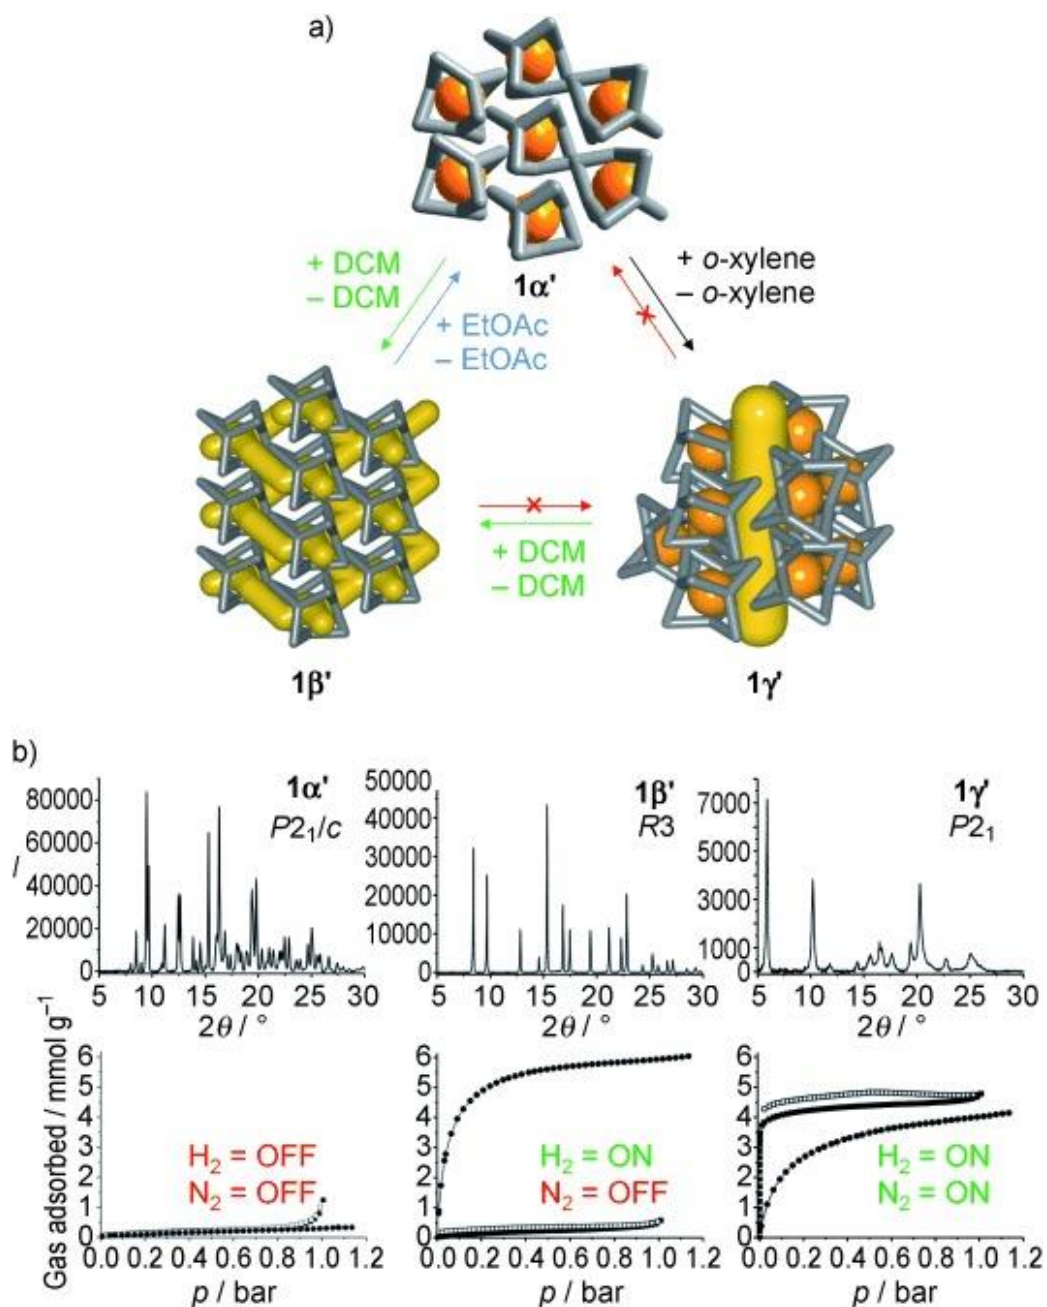 a)
1α'
+ DCM
– DCM
+ EtOAc
– EtOAc
+ o-xylene
– o-xylene
+ DCM
– DCM
1β'
1γ'
b)
1α'
P2₁/c
80000
60000
40000
20000
0
I
5 10 15 20 25 30
2θ / °
1β'
R3
50000
40000
30000
20000
10000
0
5 10 15 20 25 30
2θ / °
1γ'
P2₁
7000
5000
3000
1000
0
5 10 15 20 25 30
2θ / °
Gas adsorbed / mmol g⁻¹
6
5
4
3
2
1
0
H₂ = OFF
N₂ = OFF
0.0 0.2 0.4 0.6 0.8 1.0 1.2
p / bar
6
5
4
3
2
1
0
H₂ = ON
N₂ = OFF
0.0 0.2 0.4 0.6 0.8 1.0 1.2
p / bar
6
5
4
3
2
1
0
H₂ = ON
N₂ = ON
0.0 0.2 0.4 0.6 0.8 1.0 1.2
p / bar